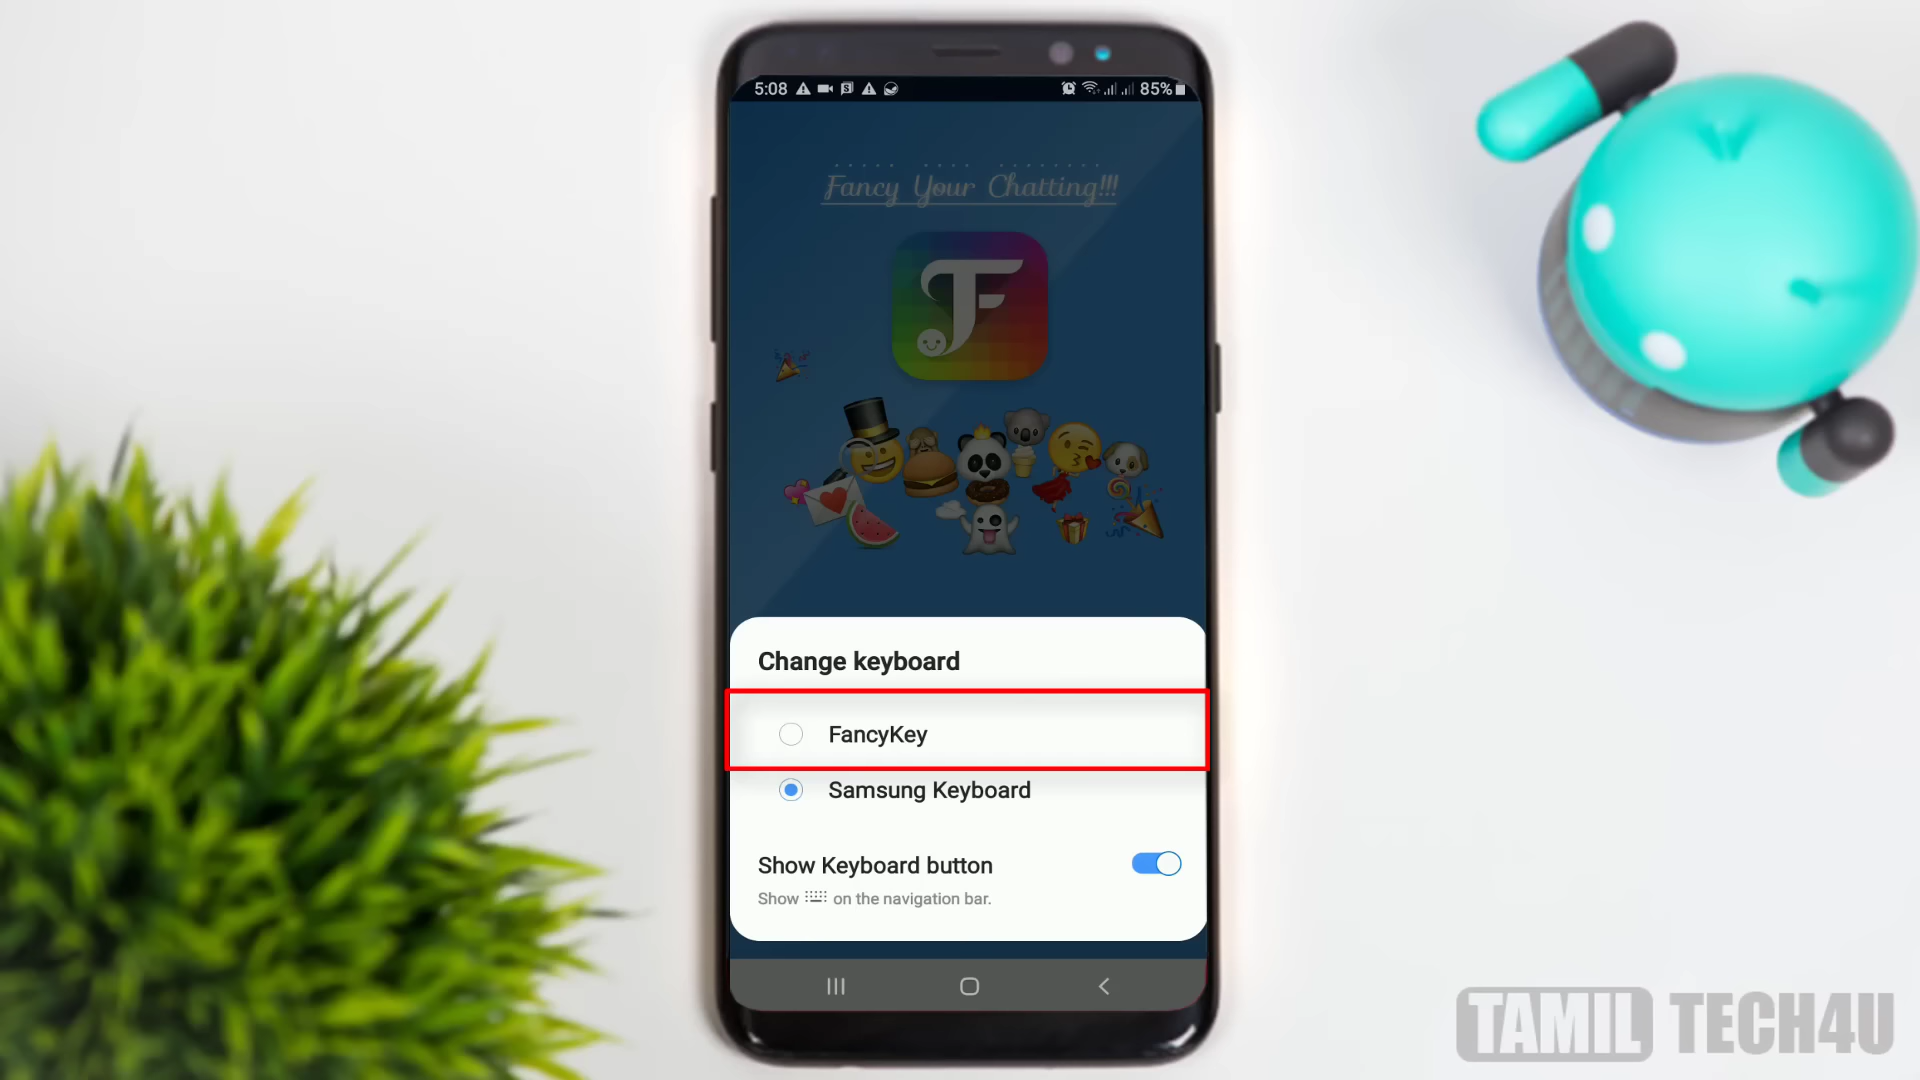 5:08 85%
Fancy Your Chatting!!!
Change keyboard
FancyKey
Samsung Keyboard
Show Keyboard button
Show on the navigation bar.
TAMIL TECH4U